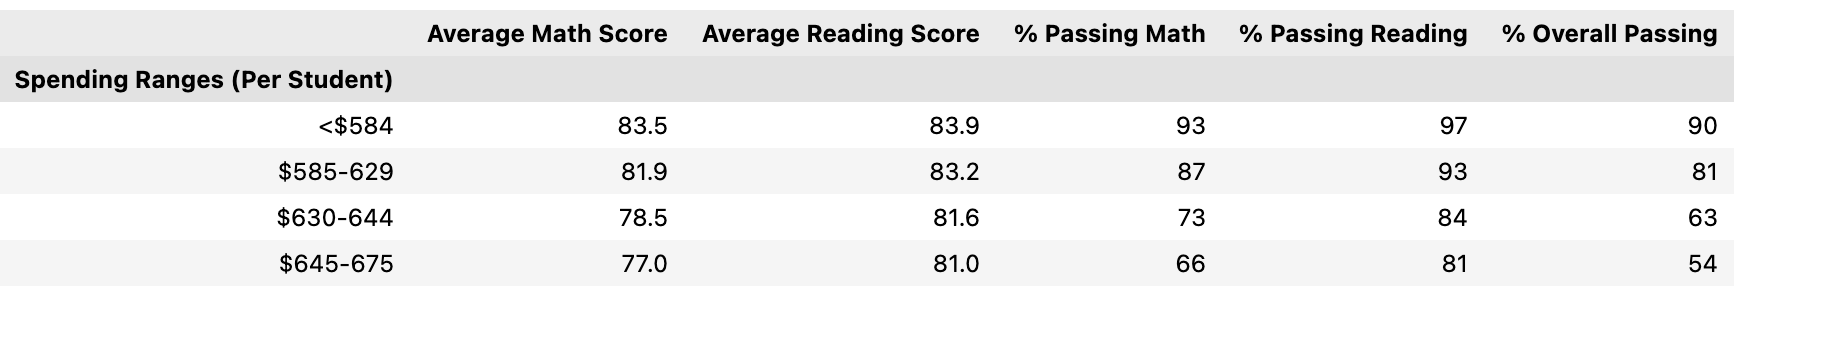 Average Math Score Average Reading Score % Passing Math % Passing Reading % Overall Passing
Spending Ranges (Per Student)
<$584 83.5 83.9 93 97 90
$585-629 81.9 83.2 87 93 81
$630-644 78.5 81.6 73 84 63
$645-675 77.0 81.0 66 81 54